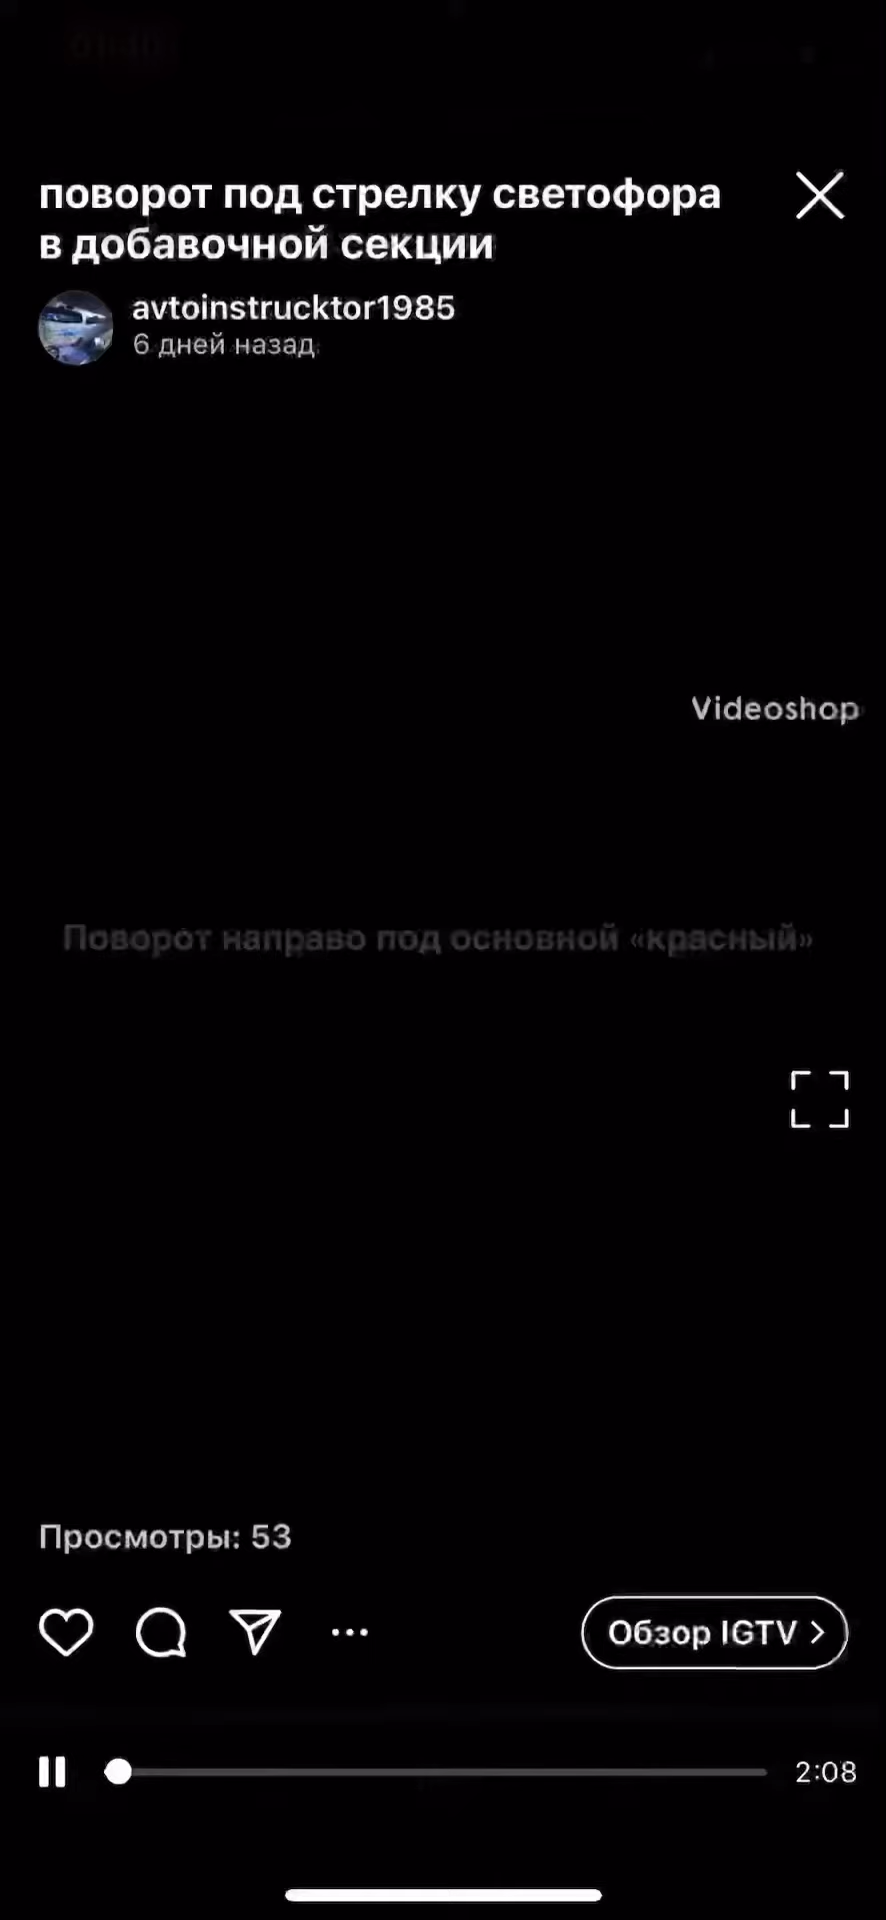 поворот под стрелку светофора
в добавочной секции
avtoinstrucktor1985
6 дней назад
Videoshop
Поворот направо под основной «красный»
Просмотры: 53
Обзор IGTV
2:08